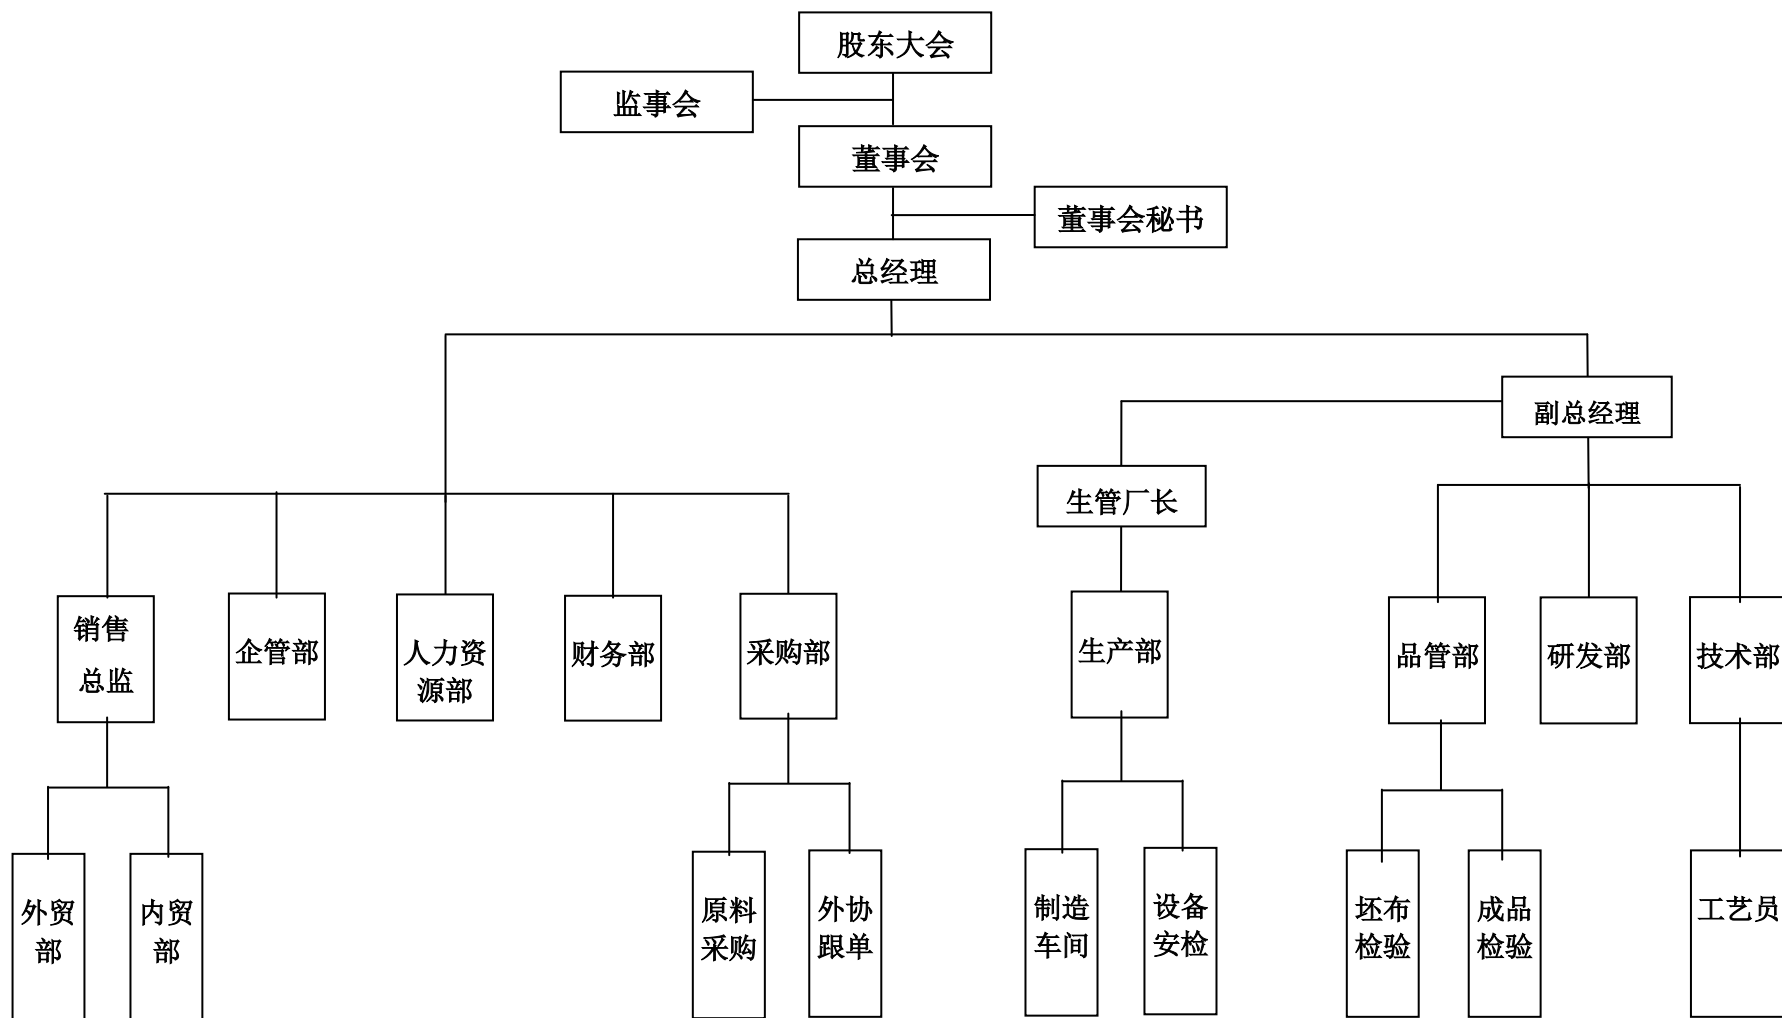 股东大会
监事会
董事会
董事会秘书
总经理
副总经理
生管厂长
销售
总监
企管部
人力资
源部
财务部
采购部
生产部
品管部
研发部
技术部
外贸
部
内贸
部
原料
采购
外协
跟单
制造
车间
设备
安检
坯布
检验
成品
检验
工艺员